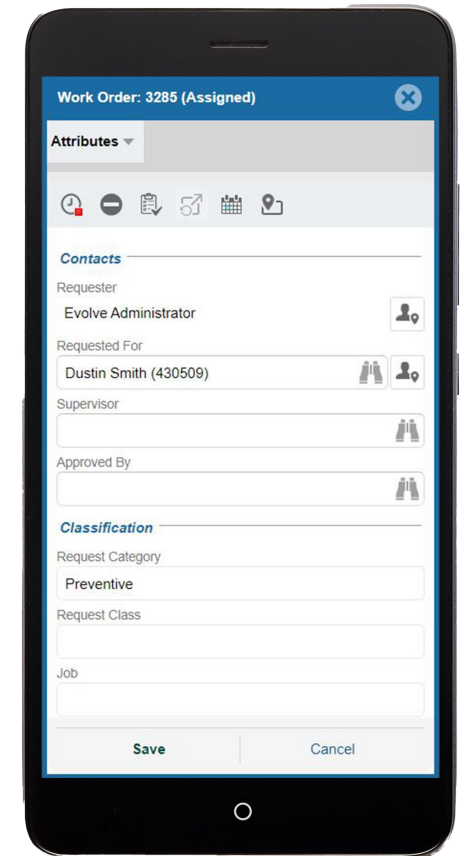 Work Order: 3285 (Assigned)
Attributes
Contacts
Requester
Evolve Administrator
Requested For
Dustin Smith (430509)
Supervisor
Approved By
Classification
Request Category
Preventive
Request Class
Job
Save Cancel